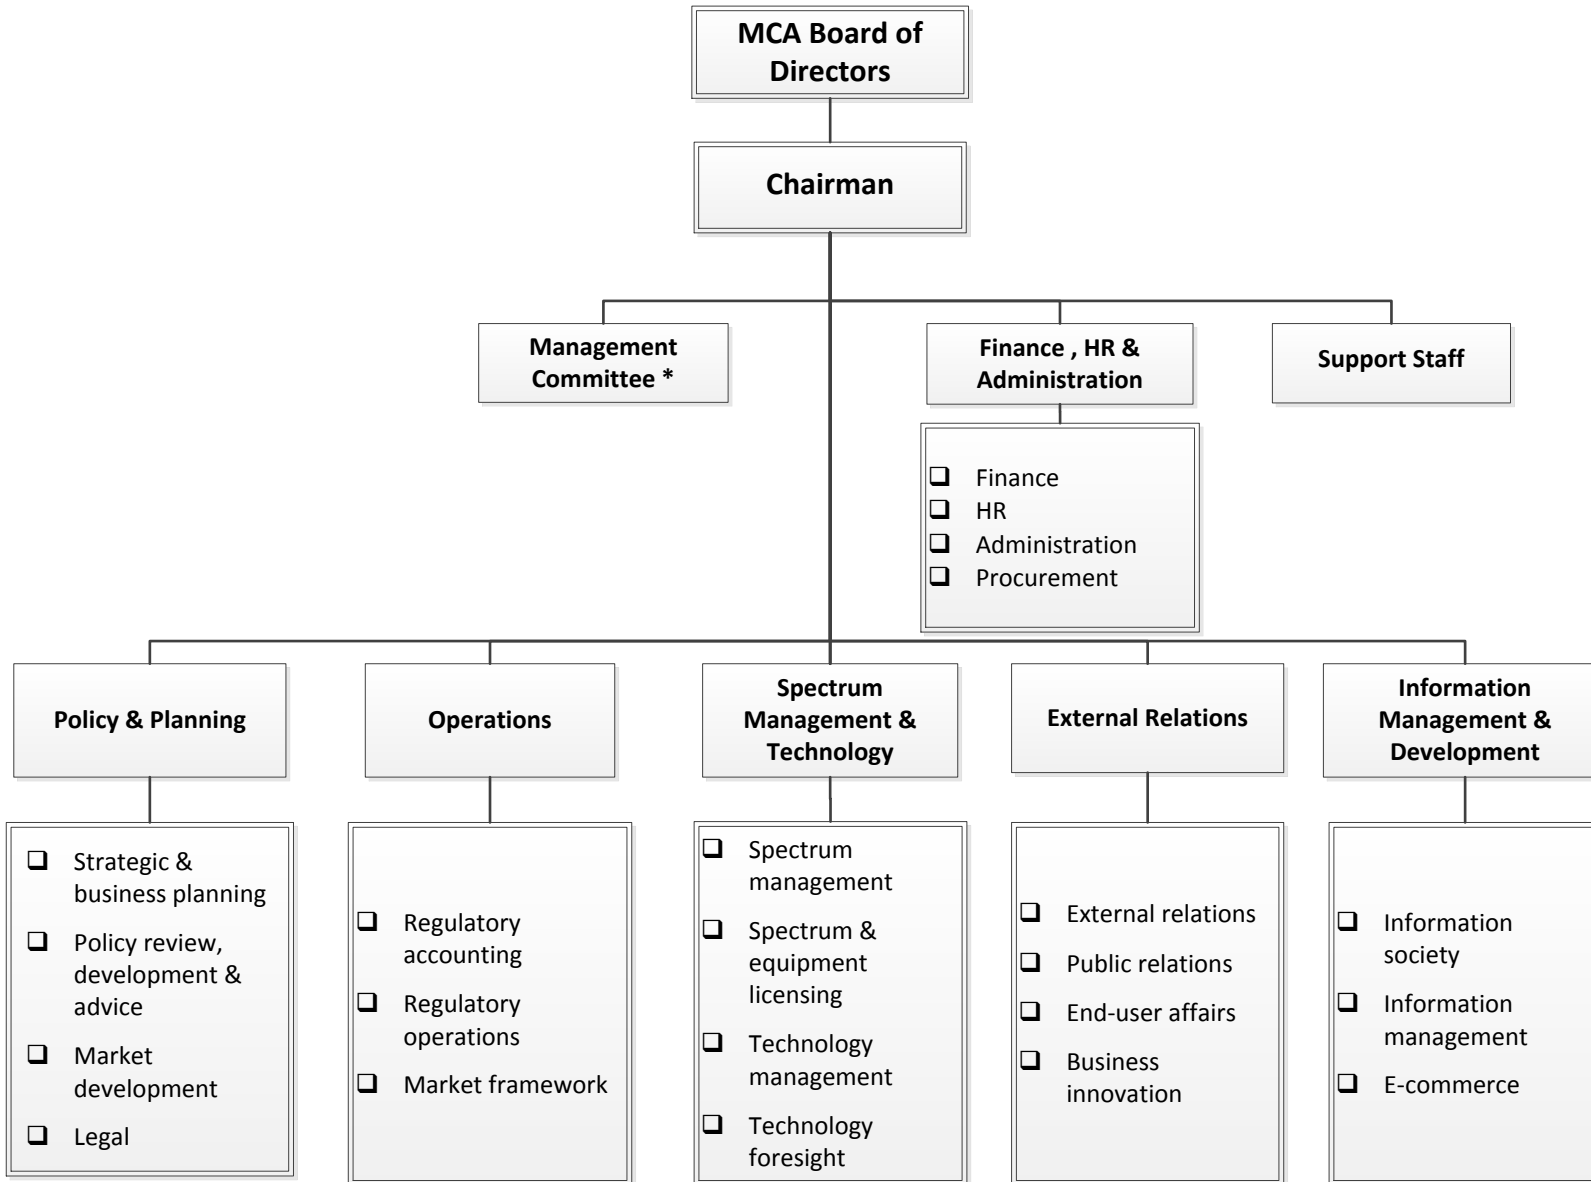 MCA Board of
Directors
Chairman
Management
Committee *
Finance , HR &
Administration
Support Staff
❑ Finance
❑ HR
❑ Administration
❑ Procurement
Policy & Planning
Operations
Spectrum
Management &
Technology
External Relations
Information
Management &
Development
❑ Strategic &
business planning
❑ Policy review,
development &
advice
❑ Market
development
❑ Legal
❑ Regulatory
accounting
❑ Regulatory
operations
❑ Market framework
❑ Spectrum
management
❑ Spectrum &
equipment
licensing
❑ Technology
management
❑ Technology
foresight
❑ External relations
❑ Public relations
❑ End-user affairs
❑ Business
innovation
❑ Information
society
❑ Information
management
❑ E-commerce